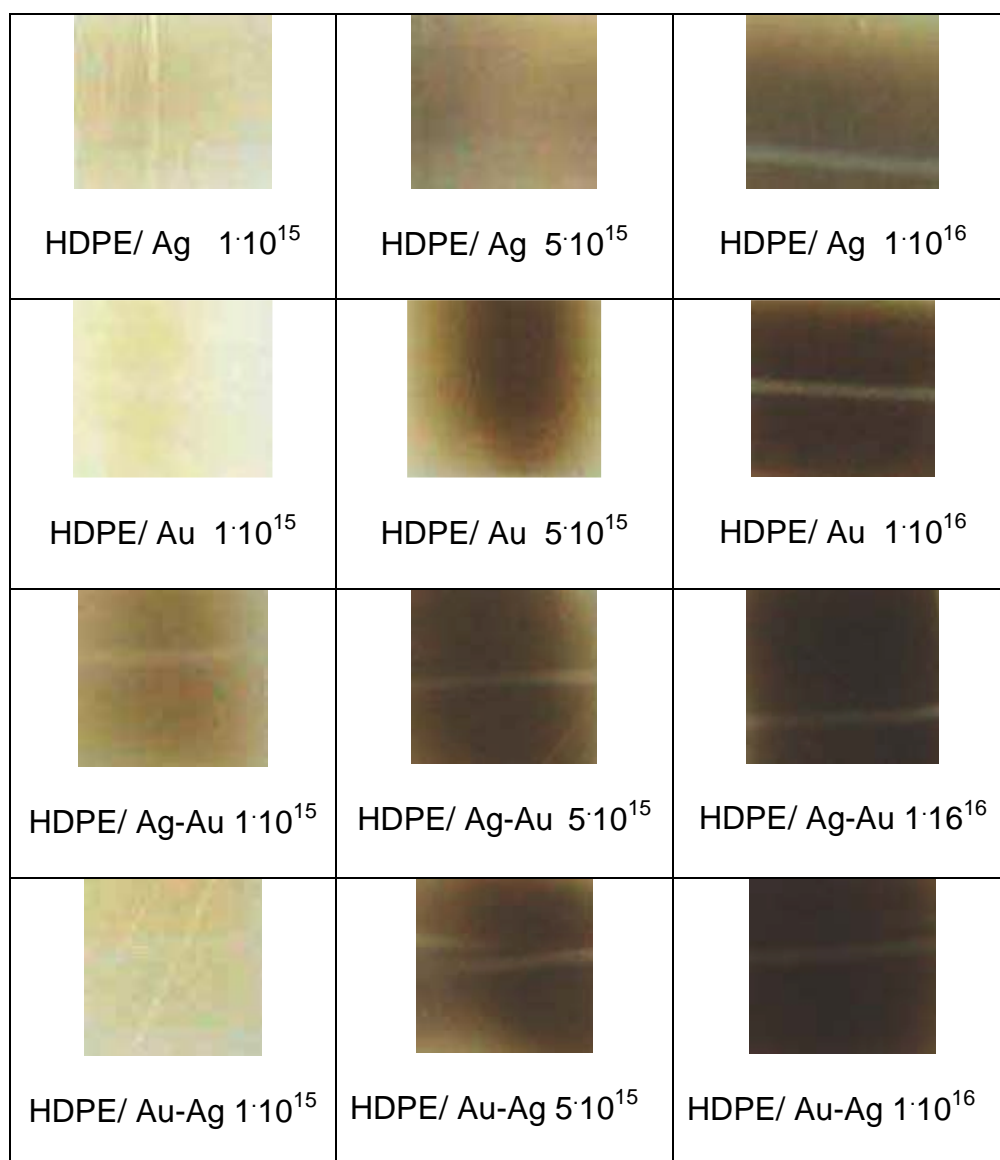 HDPE/ Ag 1·10¹⁵ HDPE/ Ag 5·10¹⁵ HDPE/ Ag 1·10¹⁶
HDPE/ Au 1·10¹⁵ HDPE/ Au 5·10¹⁵ HDPE/ Au 1·10¹⁶
HDPE/ Ag-Au 1·10¹⁵ HDPE/ Ag-Au 5·10¹⁵ HDPE/ Ag-Au 1·16¹⁶
HDPE/ Au-Ag 1·10¹⁵ HDPE/ Au-Ag 5·10¹⁵ HDPE/ Au-Ag 1·10¹⁶